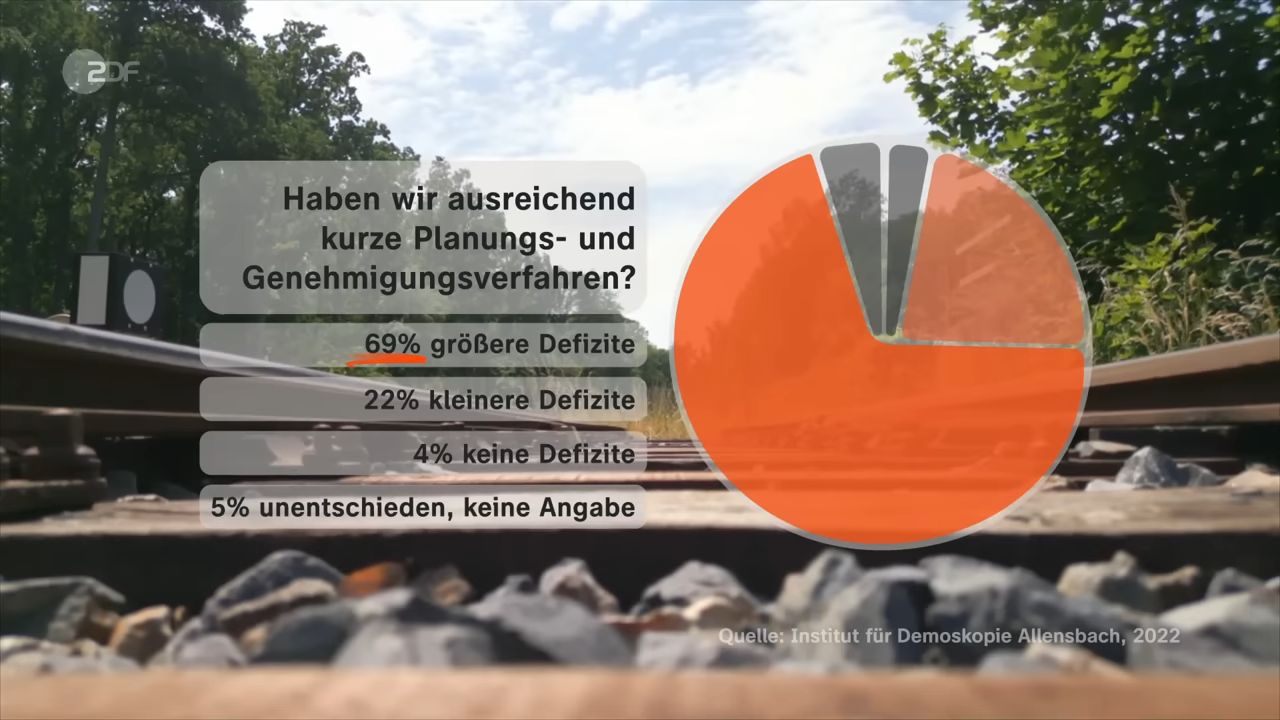 ZDF
Haben wir ausreichend
kurze Planungs- und
Genehmigungsverfahren?
69% größere Defizite
22% kleinere Defizite
4% keine Defizite
5% unentschieden, keine Angabe
Quelle: Institut für Demoskopie Allensbach, 2022